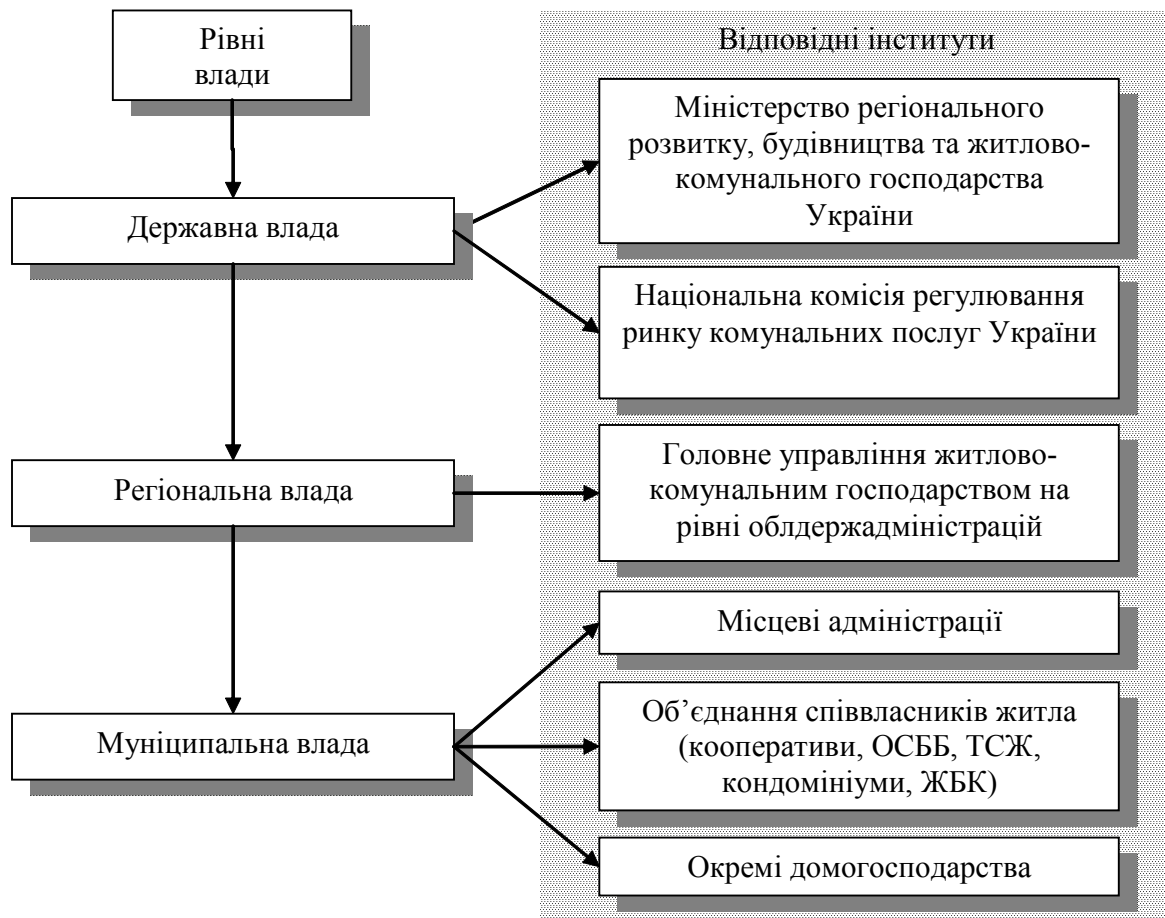 Рівні
влади
Відповідні інститути
Міністерство регіонального
розвитку, будівництва та житлово-
комунального господарства
України
Державна влада
Національна комісія регулювання
ринку комунальних послуг України
Регіональна влада
Головне управління житлово-
комунальним господарством на
рівні облдержадміністрацій
Місцеві адміністрації
Муніципальна влада
Об’єднання співвласників житла
(кооперативи, ОСББ, ТСЖ,
кондомініуми, ЖБК)
Окремі домогосподарства